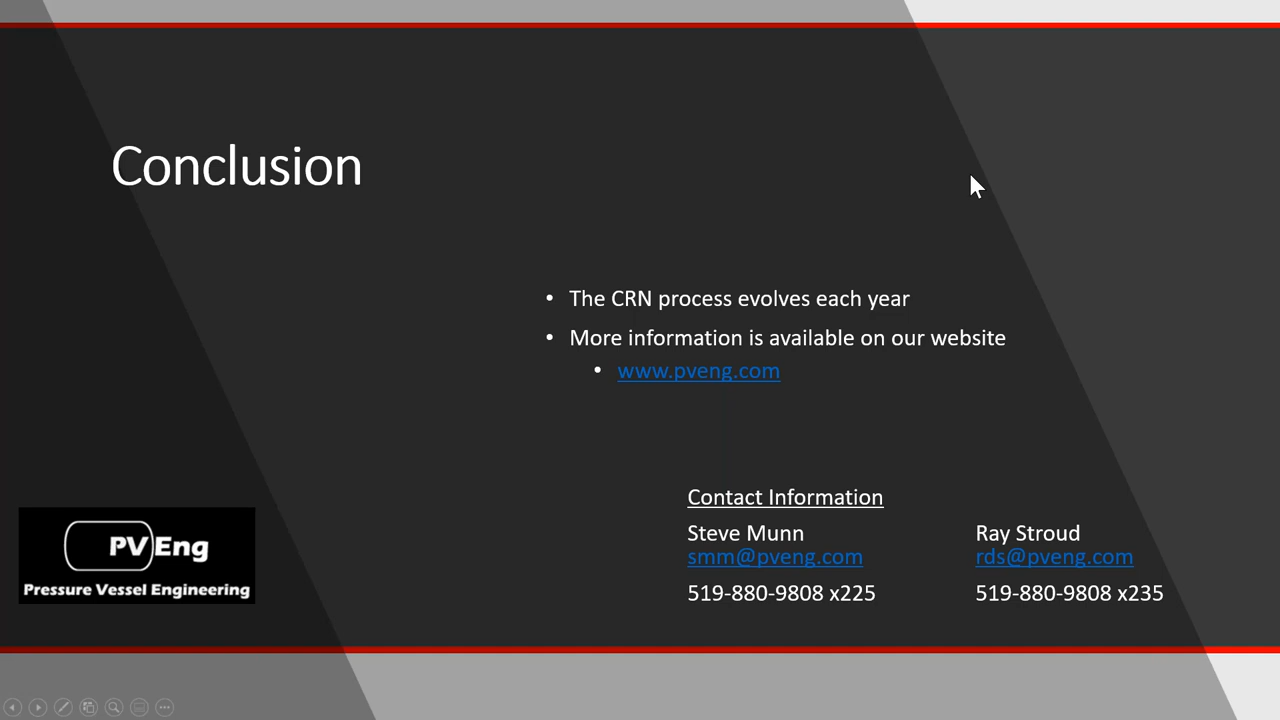 Conclusion
• The CRN process evolves each year
• More information is available on our website
• www.pveng.com
Contact Information
Steve Munn
smm@pveng.com
519-880-9808 x225
Ray Stroud
rds@pveng.com
519-880-9808 x235
PVEng
Pressure Vessel Engineering